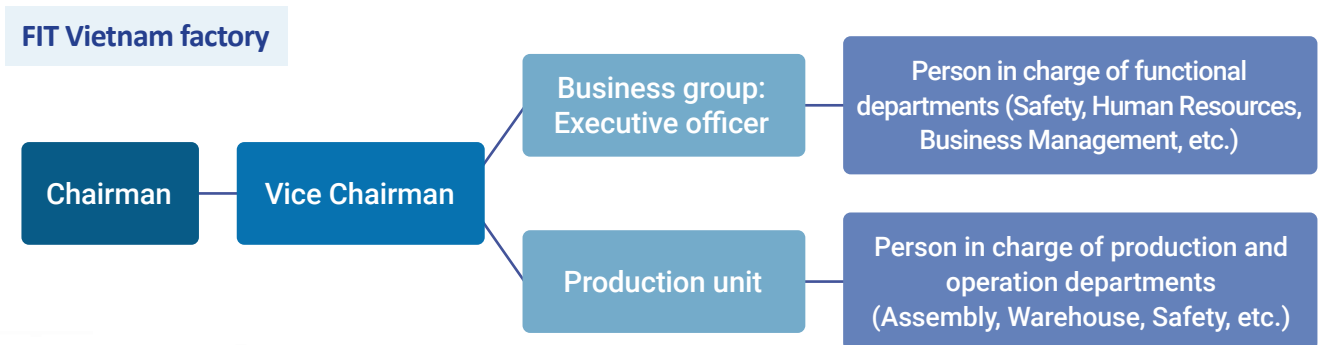 FIT Vietnam factory
Chairman
Vice Chairman
Business group:
Executive officer
Person in charge of functional
departments (Safety, Human Resources,
Business Management, etc.)
Production unit
Person in charge of production and
operation departments
(Assembly, Warehouse, Safety, etc.)